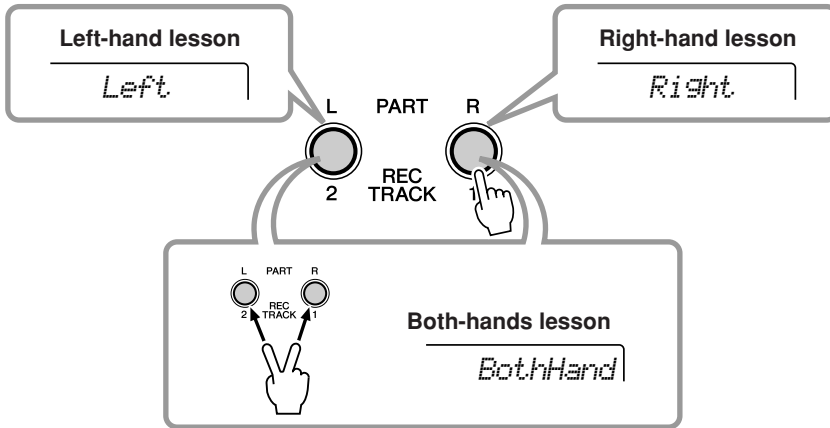 Left-hand lesson
Left
Right-hand lesson
Right
L PART R
REC
2 TRACK 1
L PART R
REC
2 TRACK 1
Both-hands lesson
BothHand